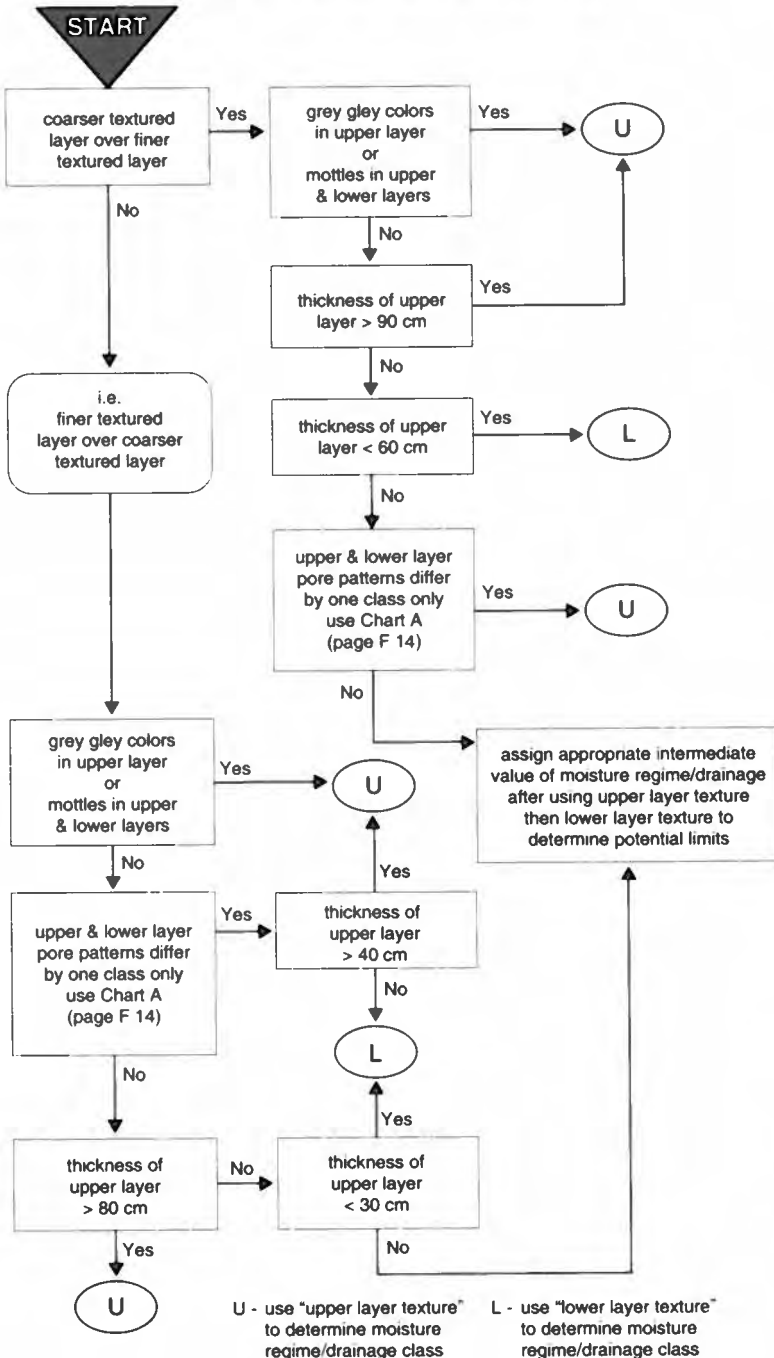 START
coarser textured
layer over finer
textured layer
Yes
grey gley colors
in upper layer
or
mottles in upper
& lower layers
Yes
U
No
No
thickness of upper
layer > 90 cm
Yes
No
i.e.
finer textured
layer over coarser
textured layer
thickness of upper
layer < 60 cm
Yes
L
No
upper & lower layer
pore patterns differ
by one class only
use Chart A
(page F 14)
Yes
U
No
grey gley colors
in upper layer
or
mottles in upper
& lower layers
Yes
U
assign appropriate intermediate
value of moisture regime/drainage
after using upper layer texture
then lower layer texture to
determine potential limits
No
Yes
upper & lower layer
pore patterns differ
by one class only
use Chart A
(page F 14)
Yes
thickness of
upper layer
> 40 cm
No
L
No
Yes
thickness of
upper layer
> 80 cm
No
thickness of
upper layer
< 30 cm
Yes
No
U
U - use "upper layer texture"
to determine moisture
regime/drainage class
L - use "lower layer texture"
to determine moisture
regime/drainage class